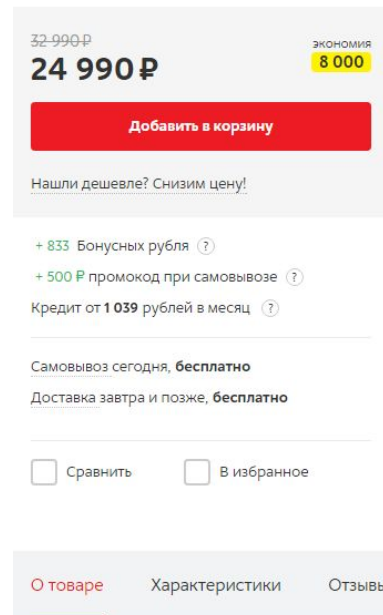 32 990 ₽
экономия
24 990 ₽
8 000
Добавить в корзину
Нашли дешевле? Снизим цену!
+ 833 Бонусных рубля ?
+ 500 ₽ промокод при самовывозе ?
Кредит от 1 039 рублей в месяц ?
Самовывоз сегодня, бесплатно
Доставка завтра и позже, бесплатно
Сравнить В избранное
О товаре Характеристики Отзывы